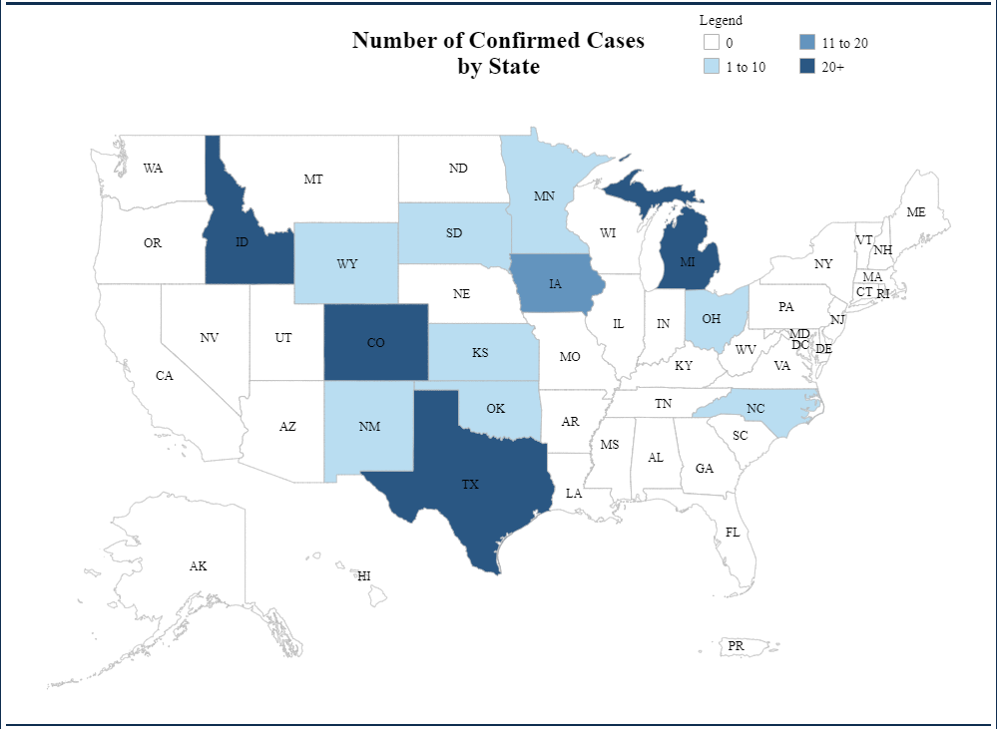 Legend
Number of Confirmed Cases
by State
0
11 to 20
1 to 10
20+
WA
MT
ND
MN
ME
OR
ID
SD
WI
VT
NH
WY
MI
NY
MA
IA
CT
RI
NE
PA
NV
UT
CO
IL
IN
OH
NJ
MD
DC
DE
KS
MO
WV
VA
KY
CA
AZ
NM
OK
TN
NC
AR
MS
AL
GA
SC
TX
LA
FL
AK
HI
PR